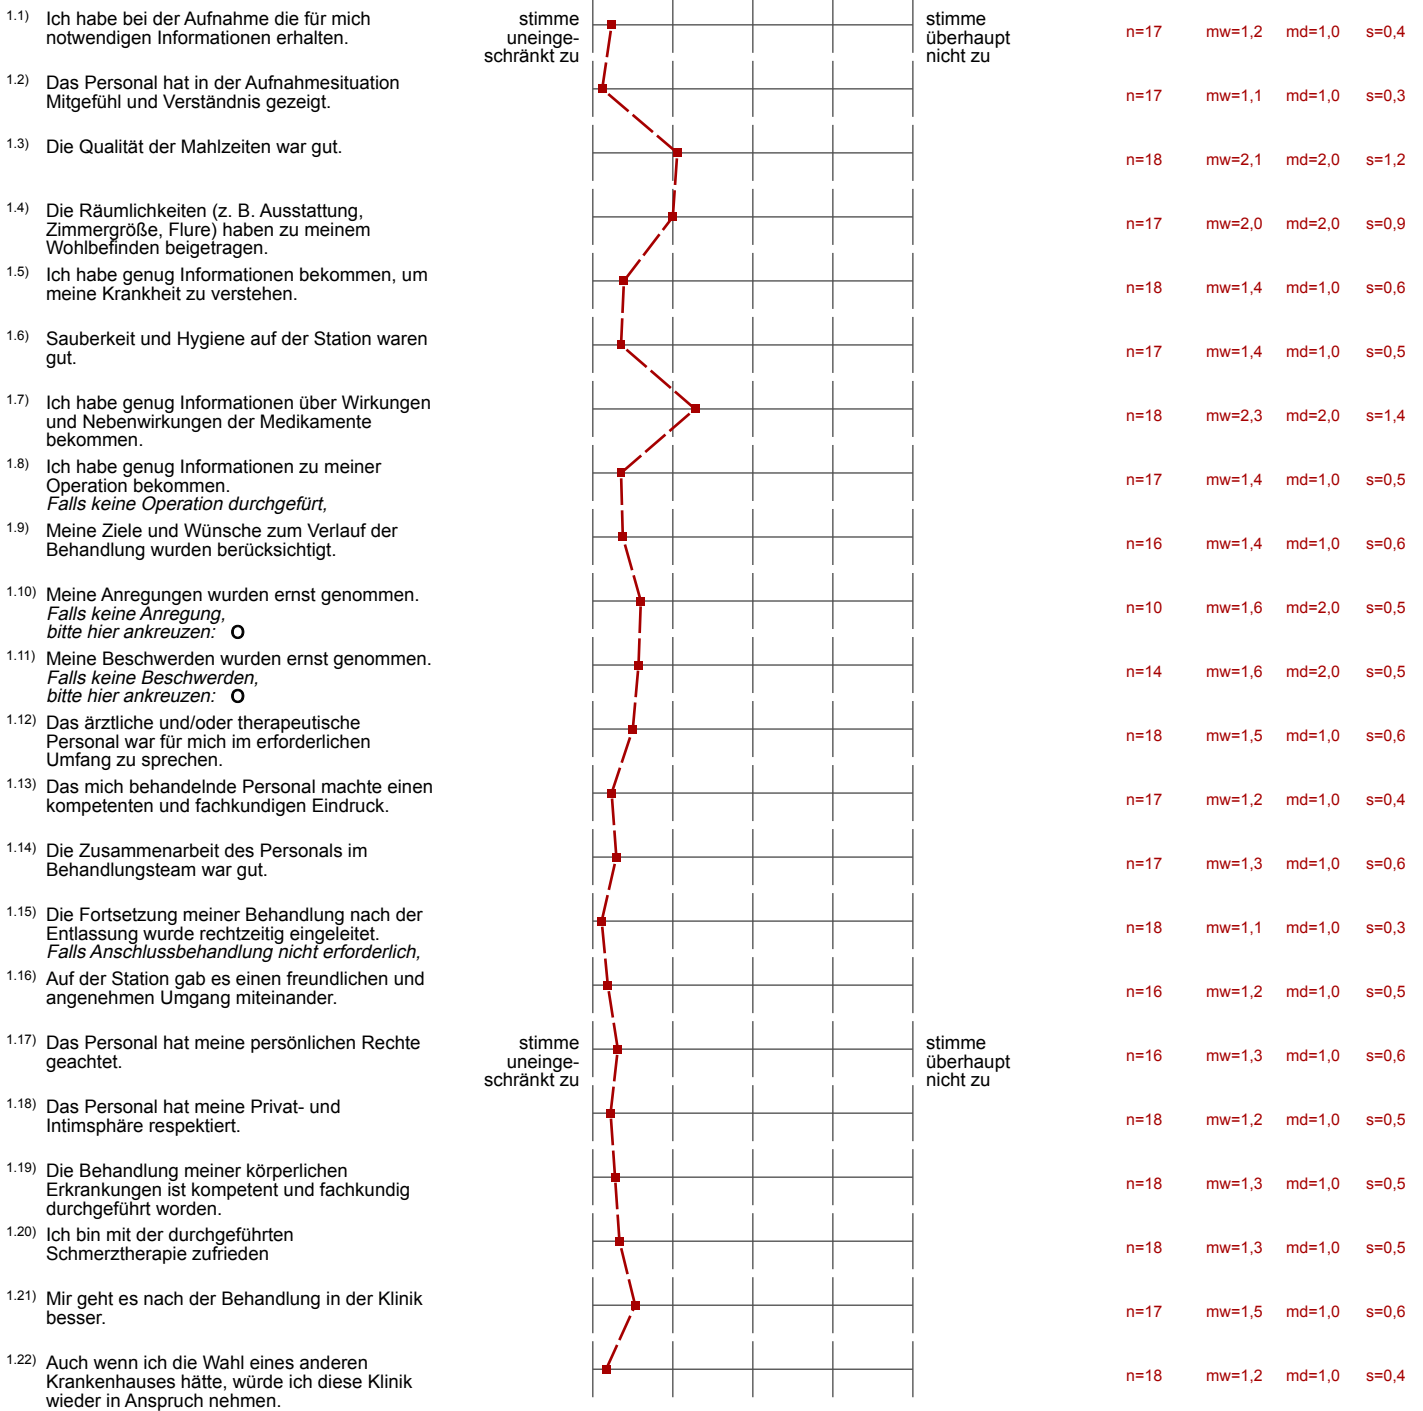 1.1) Ich habe bei der Aufnahme die für mich
notwendigen Informationen erhalten.
stimme
uneinge-
schränkt zu
stimme
überhaupt
nicht zu
n=17 mw=1,2 md=1,0 s=0,4
1.2) Das Personal hat in der Aufnahmesituation
Mitgefühl und Verständnis gezeigt.
n=17 mw=1,1 md=1,0 s=0,3
1.3) Die Qualität der Mahlzeiten war gut.
n=18 mw=2,1 md=2,0 s=1,2
1.4) Die Räumlichkeiten (z. B. Ausstattung,
Zimmergröße, Flure) haben zu meinem
Wohlbefinden beigetragen.
n=17 mw=2,0 md=2,0 s=0,9
1.5) Ich habe genug Informationen bekommen, um
meine Krankheit zu verstehen.
n=18 mw=1,4 md=1,0 s=0,6
1.6) Sauberkeit und Hygiene auf der Station waren
gut.
n=17 mw=1,4 md=1,0 s=0,5
1.7) Ich habe genug Informationen über Wirkungen
und Nebenwirkungen der Medikamente
bekommen.
n=18 mw=2,3 md=2,0 s=1,4
1.8) Ich habe genug Informationen zu meiner
Operation bekommen.
Falls keine Operation durchgefürt,
n=17 mw=1,4 md=1,0 s=0,5
1.9) Meine Ziele und Wünsche zum Verlauf der
Behandlung wurden berücksichtigt.
n=16 mw=1,4 md=1,0 s=0,6
1.10) Meine Anregungen wurden ernst genommen.
Falls keine Anregung,
bitte hier ankreuzen: O
n=10 mw=1,6 md=2,0 s=0,5
1.11) Meine Beschwerden wurden ernst genommen.
Falls keine Beschwerden,
bitte hier ankreuzen: O
n=14 mw=1,6 md=2,0 s=0,5
1.12) Das ärztliche und/oder therapeutische
Personal war für mich im erforderlichen
Umfang zu sprechen.
n=18 mw=1,5 md=1,0 s=0,6
1.13) Das mich behandelnde Personal machte einen
kompetenten und fachkundigen Eindruck.
n=17 mw=1,2 md=1,0 s=0,4
1.14) Die Zusammenarbeit des Personals im
Behandlungsteam war gut.
n=17 mw=1,3 md=1,0 s=0,6
1.15) Die Fortsetzung meiner Behandlung nach der
Entlassung wurde rechtzeitig eingeleitet.
Falls Anschlussbehandlung nicht erforderlich,
n=18 mw=1,1 md=1,0 s=0,3
1.16) Auf der Station gab es einen freundlichen und
angenehmen Umgang miteinander.
n=16 mw=1,2 md=1,0 s=0,5
1.17) Das Personal hat meine persönlichen Rechte
geachtet.
stimme
uneinge-
schränkt zu
stimme
überhaupt
nicht zu
n=16 mw=1,3 md=1,0 s=0,6
1.18) Das Personal hat meine Privat- und
Intimsphäre respektiert.
n=18 mw=1,2 md=1,0 s=0,5
1.19) Die Behandlung meiner körperlichen
Erkrankungen ist kompetent und fachkundig
durchgeführt worden.
n=18 mw=1,3 md=1,0 s=0,5
1.20) Ich bin mit der durchgeführten
Schmerztherapie zufrieden
n=18 mw=1,3 md=1,0 s=0,5
1.21) Mir geht es nach der Behandlung in der Klinik
besser.
n=17 mw=1,5 md=1,0 s=0,6
1.22) Auch wenn ich die Wahl eines anderen
Krankenhauses hätte, würde ich diese Klinik
wieder in Anspruch nehmen.
n=18 mw=1,2 md=1,0 s=0,4